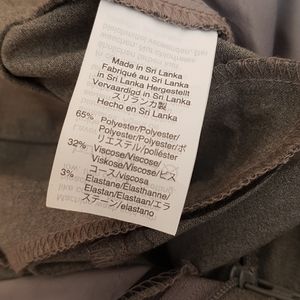 Made in Sri Lanka
Fabriqué au Sri Lanka
in Sri Lanka Hergestellt
Vervaardigd in Sri Lanka
スリランカ製
Hecho en Sri Lanka
65% Polyester/Polyester/
Polyester/Polyester/ポ
リエステル/poliéster
32% Viscose/Viscose/
Viskose/Viscose/ビス
コース/viscosa
3% Elastane/Élasthanne/
Elastan/Elastaan/エラ
ステーン/elastano